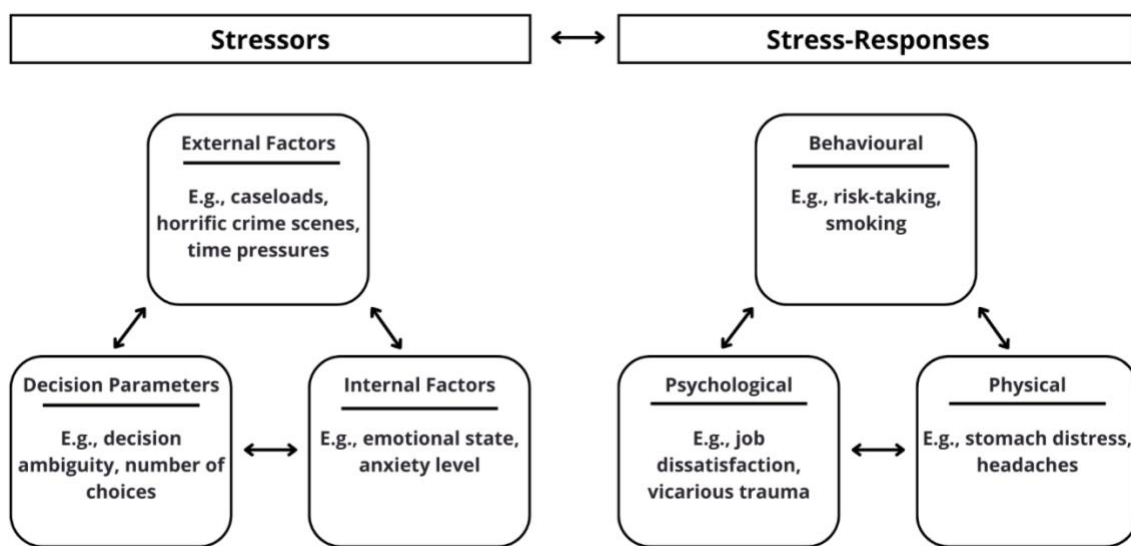 Stressors
Stress-Responses
External Factors
E.g., caseloads,
horrific crime scenes,
time pressures
Decision Parameters
E.g., decision
ambiguity, number of
choices
Internal Factors
E.g., emotional state,
anxiety level
Behavioural
E.g., risk-taking,
smoking
Psychological
E.g., job
dissatisfaction,
vicarious trauma
Physical
E.g., stomach distress,
headaches